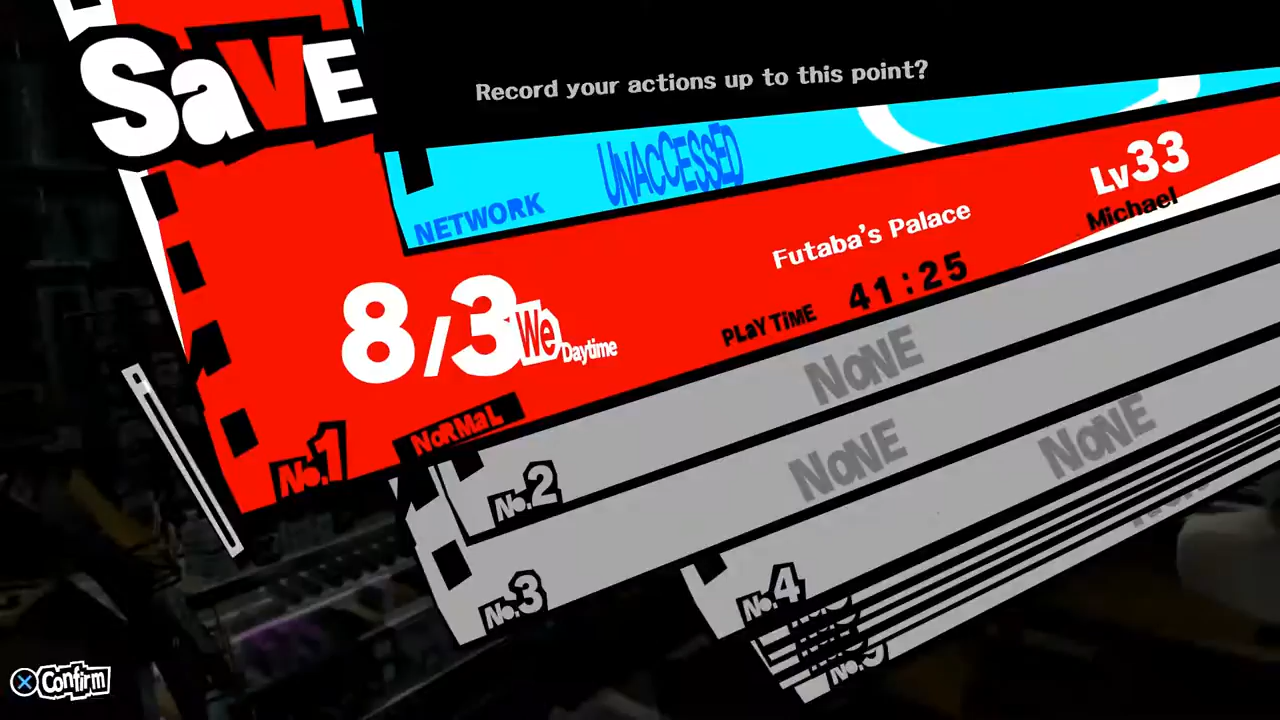 SaVE
Record your actions up to this point?
NETWORK UNACCESSED
Lv33
Michael
Futaba's Palace
PLaY TiME 41:25
8/3 We Daytime
No.1 NoRMaL
NoNE
No.2
NoNE
No.3
NoNE
No.4
Confirm